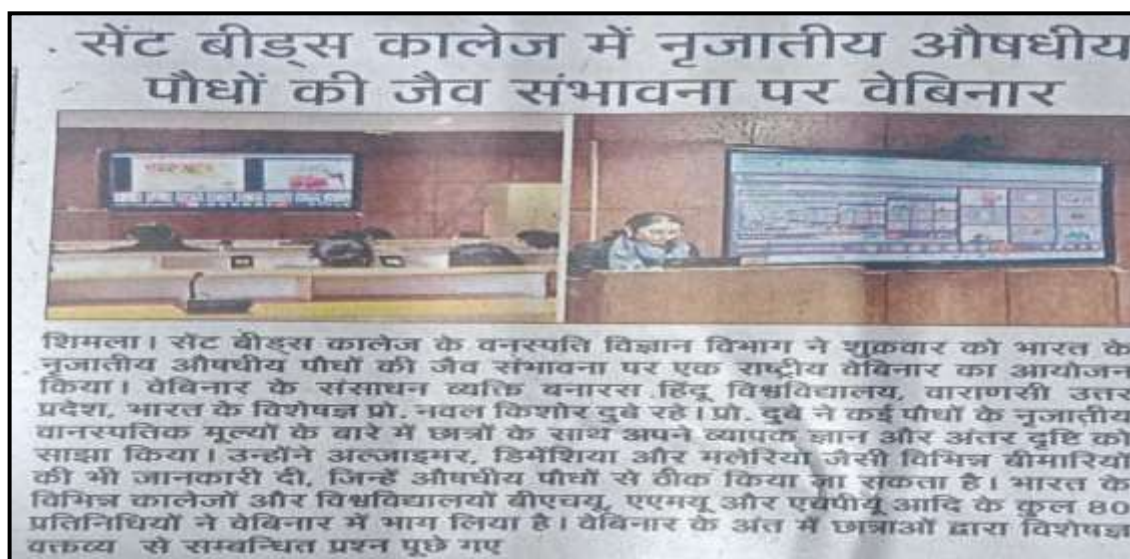 सेंट बीड्स कालेज में नृजातीय औषधीय
पौधों की जैव संभावना पर वेबिनार
शिमला। सेंट बीड्स कालेज के वनस्पति विज्ञान विभाग ने शुक्रवार को भारत के
नृजातीय औषधीय पौधों की जैव संभावना पर एक राष्ट्रीय वेबिनार का आयोजन
किया। वेबिनार के संसाधन व्यक्ति बनारस हिंदू विश्वविद्यालय, वाराणसी उत्तर
प्रदेश, भारत के विशेषज्ञ प्रो. नवल किशोर दुबे रहे। प्रो. दुबे ने कई पौधों के नृजातीय
वानस्पतिक मूल्यों के बारे में छात्रों के साथ अपने व्यापक ज्ञान और अंतर दृष्टि को
साझा किया। उन्होंने अल्जाइमर, डिमेंशिया और मलेरिया जैसी विभिन्न बीमारियों
की भी जानकारी दी, जिन्हें औषधीय पौधों से ठीक किया जा सकता है। भारत के
विभिन्न कालेजों और विश्वविद्यालयों बीएचयू, एएमयू और एचपीयू आदि के कुल 80
प्रतिनिधियों ने वेबिनार में भाग लिया है। वेबिनार के अंत में छात्राओं द्वारा विशेषज्ञ
वक्तव्य से सम्बन्धित प्रश्न पूछे गए